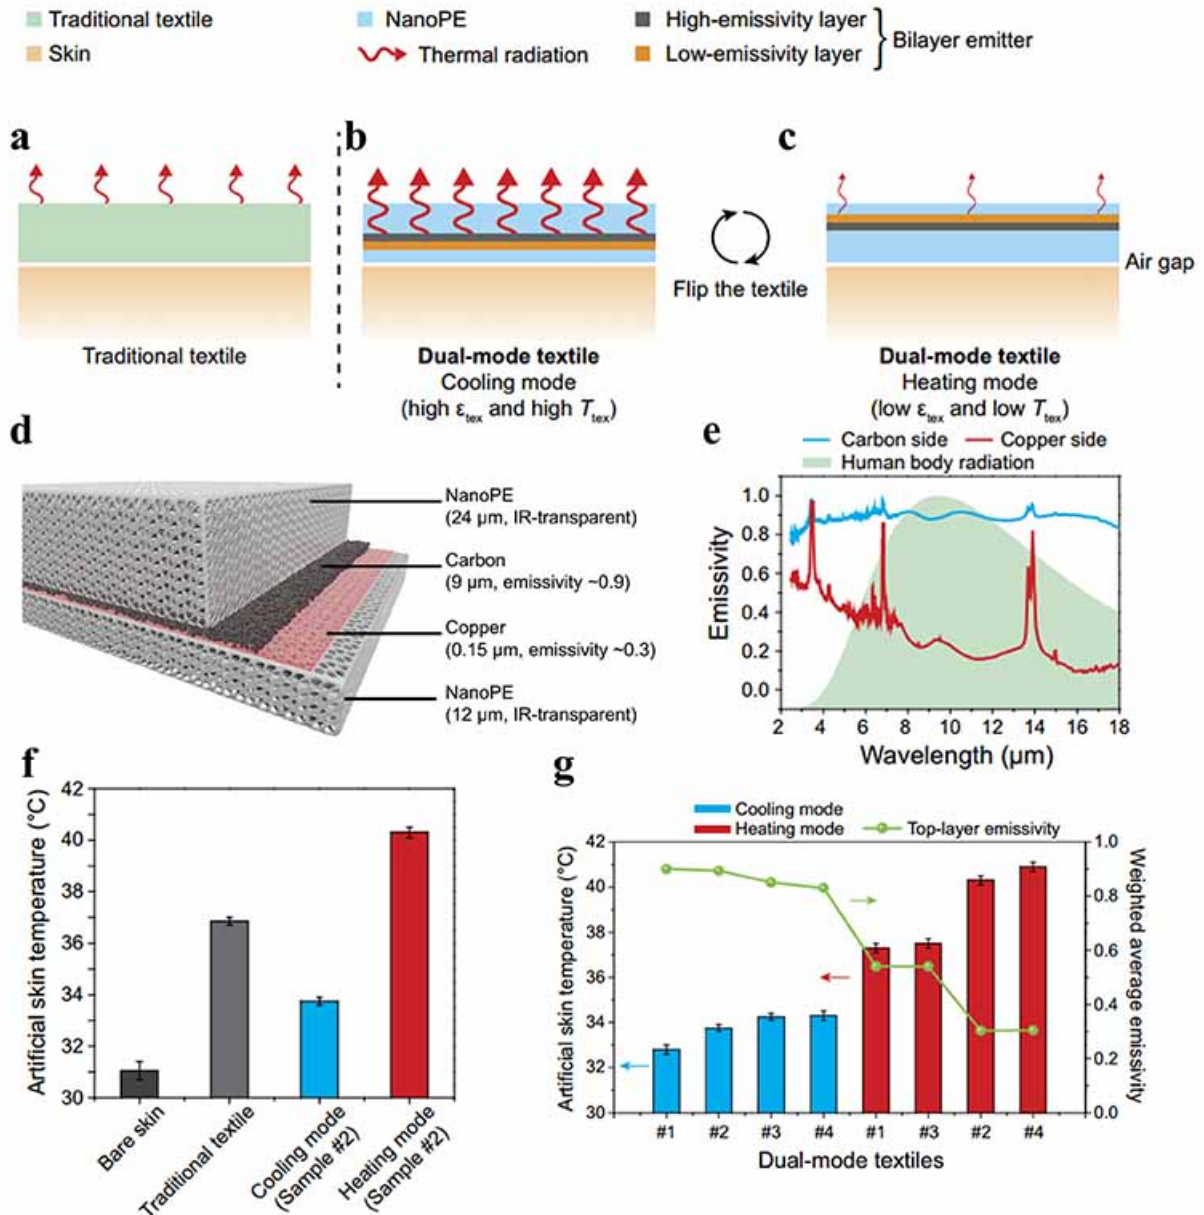 Traditional textile
NanoPE
High-emissivity layer
Skin
Thermal radiation
Low-emissivity layer
Bilayer emitter
a
b
c
Flip the textile
Air gap
Traditional textile
Dual-mode textile
Cooling mode
(high εtex and high Ttex)
Dual-mode textile
Heating mode
(low εtex and low Ttex)
d
NanoPE
(24 μm, IR-transparent)
Carbon
(9 μm, emissivity ~0.9)
Copper
(0.15 μm, emissivity ~0.3)
NanoPE
(12 μm, IR-transparent)
e
Carbon side
Copper side
Human body radiation
Emissivity
1.0
0.8
0.6
0.4
0.2
0.0
2 4 6 8 10 12 14 16 18
Wavelength (μm)
f
Artificial skin temperature (°C)
42
40
38
36
34
32
30
Bare skin
Traditional textile
Cooling mode
(Sample #2)
Heating mode
(Sample #2)
g
Cooling mode
Heating mode
Top-layer emissivity
Artificial skin temperature (°C)
42
40
38
36
34
32
30
1.0
0.8
0.6
0.4
0.2
0.0
Weighted average emissivity
#1 #2 #3 #4 #1 #3 #2 #4
Dual-mode textiles